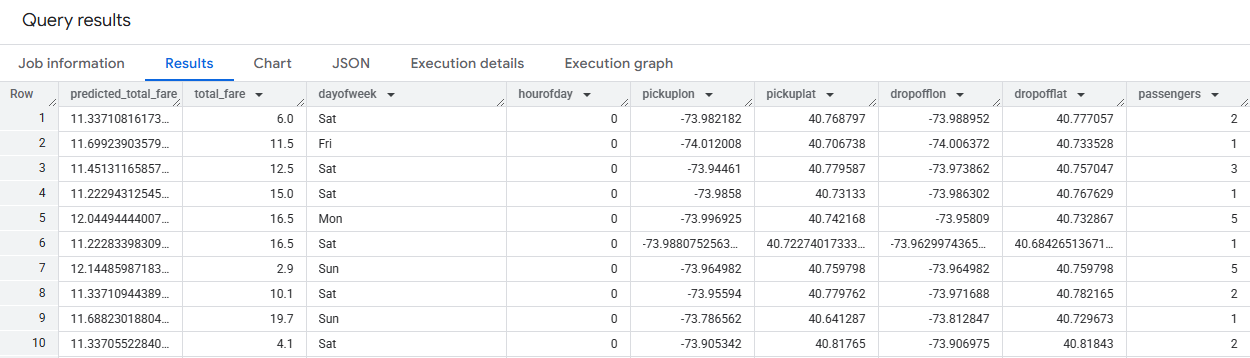 Query results
Job information Results Chart JSON Execution details Execution graph
Row predicted_total_fare total_fare dayofweek hourofday pickuplon pickuplat dropofflon dropofflat passengers
1 11.33710816173... 6.0 Sat 0 -73.982182 40.768797 -73.988952 40.777057 2
2 11.69923903579... 11.5 Fri 0 -74.012008 40.706738 -74.006372 40.733528 1
3 11.45131165857... 12.5 Sat 0 -73.94461 40.779587 -73.973862 40.757047 3
4 11.22294312545... 15.0 Sat 0 -73.9858 40.73133 -73.986302 40.767629 1
5 12.04494444007... 16.5 Mon 0 -73.996925 40.742168 -73.95809 40.732867 5
6 11.22283398309... 16.5 Sat 0 -73.9880752563... 40.72274017333... -73.9629974365... 40.68426513671... 1
7 12.14485987183... 2.9 Sun 0 -73.964982 40.759798 -73.964982 40.759798 5
8 11.33710944389... 10.1 Sat 0 -73.95594 40.779762 -73.971688 40.782165 2
9 11.68823018804... 19.7 Sun 0 -73.786562 40.641287 -73.812847 40.729673 1
10 11.33705522840... 4.1 Sat 0 -73.905342 40.81765 -73.906975 40.81843 2